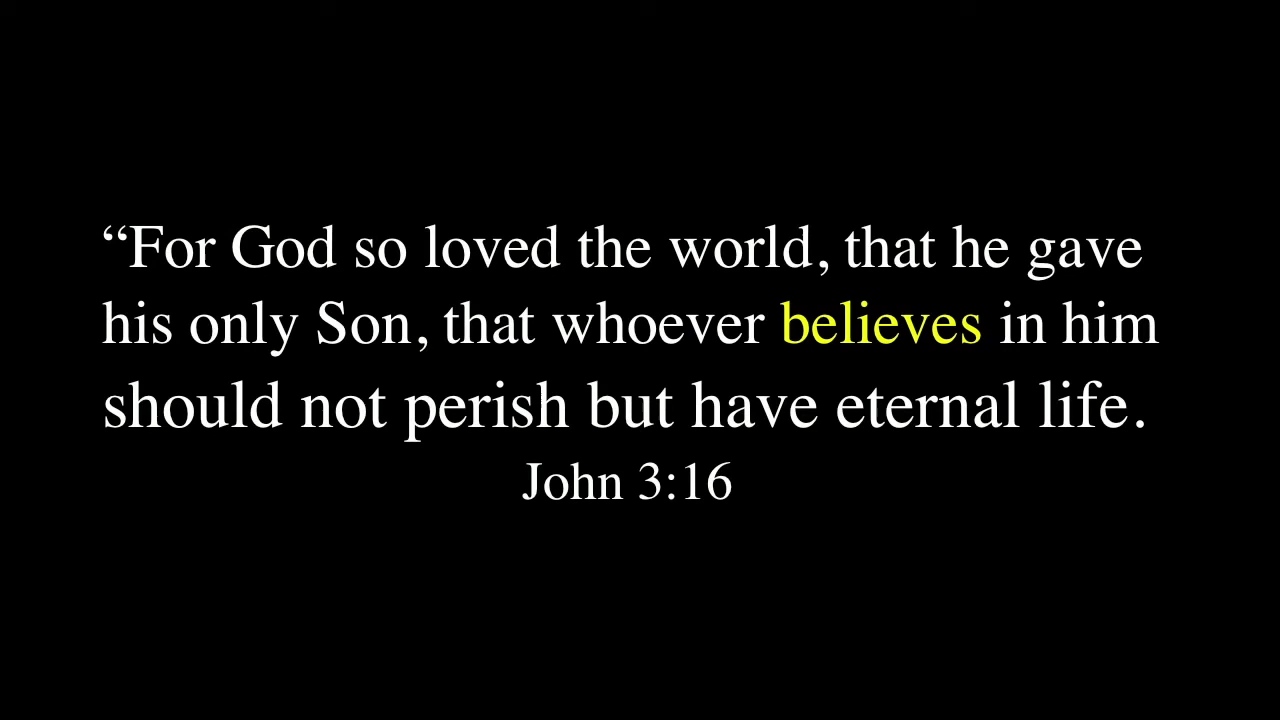 “For God so loved the world, that he gave
his only Son, that whoever believes in him
should not perish but have eternal life.
John 3:16